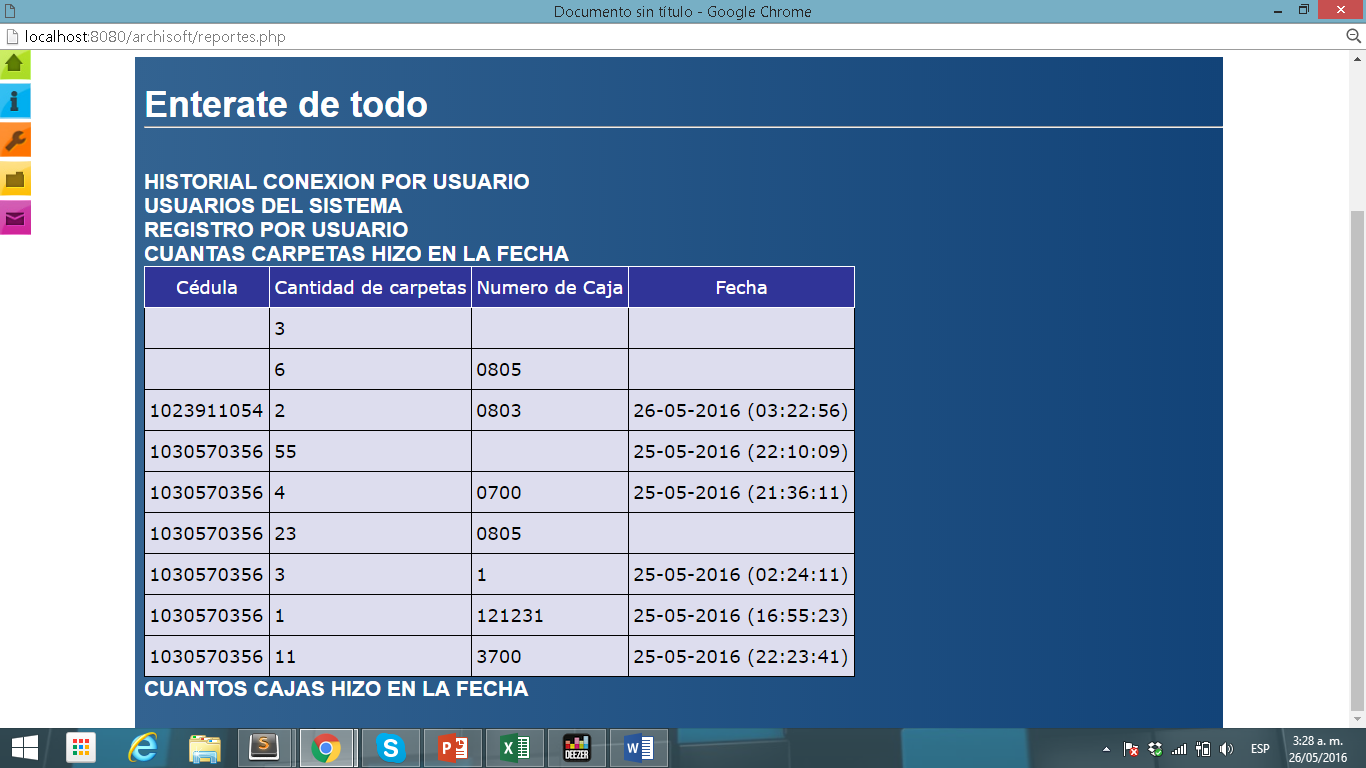 Documento sin título - Google Chrome
localhost:8080/archisoft/reportes.php
Enterate de todo
HISTORIAL CONEXION POR USUARIO
USUARIOS DEL SISTEMA
REGISTRO POR USUARIO
CUANTAS CARPETAS HIZO EN LA FECHA
Cédula Cantidad de carpetas Numero de Caja Fecha
3
6 0805
1023911054 2 0803 26-05-2016 (03:22:56)
1030570356 55 25-05-2016 (22:10:09)
1030570356 4 0700 25-05-2016 (21:36:11)
1030570356 23 0805
1030570356 3 1 25-05-2016 (02:24:11)
1030570356 1 121231 25-05-2016 (16:55:23)
1030570356 11 3700 25-05-2016 (22:23:41)
CUANTOS CAJAS HIZO EN LA FECHA
DEEZER
ESP
3:28 a. m.
26/05/2016